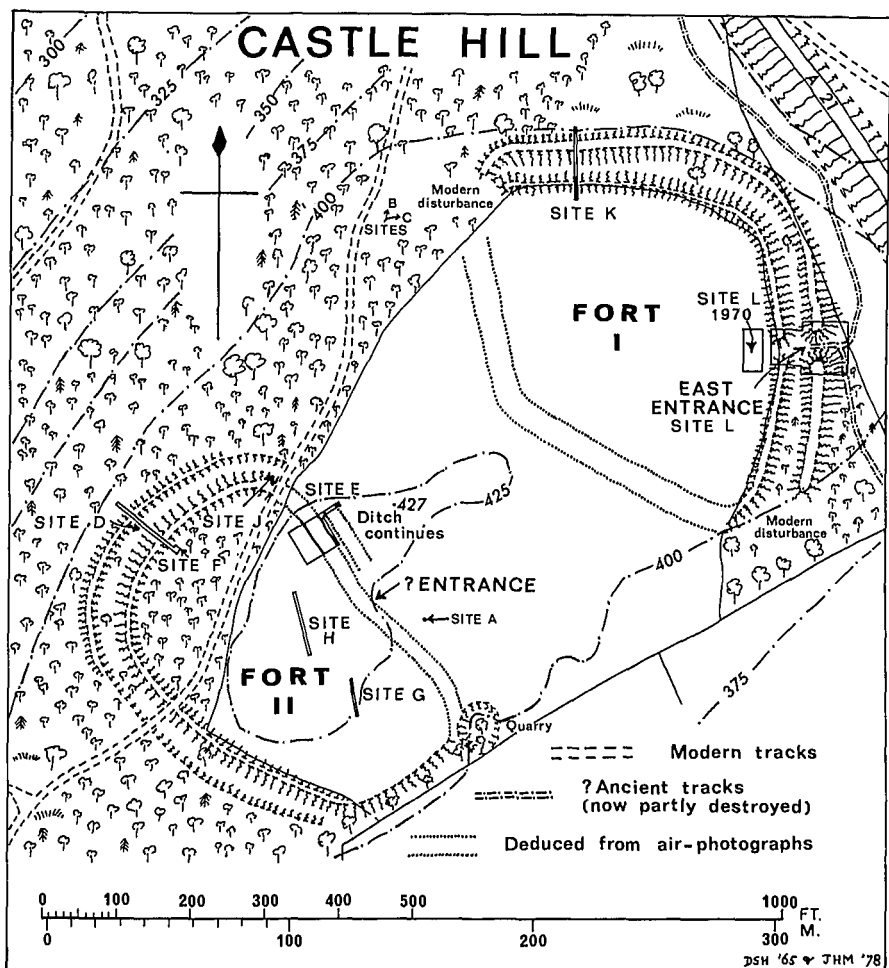 CASTLE HILL
300
325
350
375
400
B
C
SITES
Modern
disturbance
SITE K
FORT
I
SITE L
1970
EAST
ENTRANCE
SITE L
SITE E
·427
425
Ditch
continues
SITE D
SITE J
SITE F
? ENTRANCE
SITE A
SITE
H
SITE G
FORT
II
Quarry
400
Modern
disturbance
375
Modern tracks
? Ancient tracks
(now partly destroyed)
Deduced from air-photographs
0 100 200 300 400 500 1000 FT.
0 100 200 300 M.
DSH '65 & JHM '78